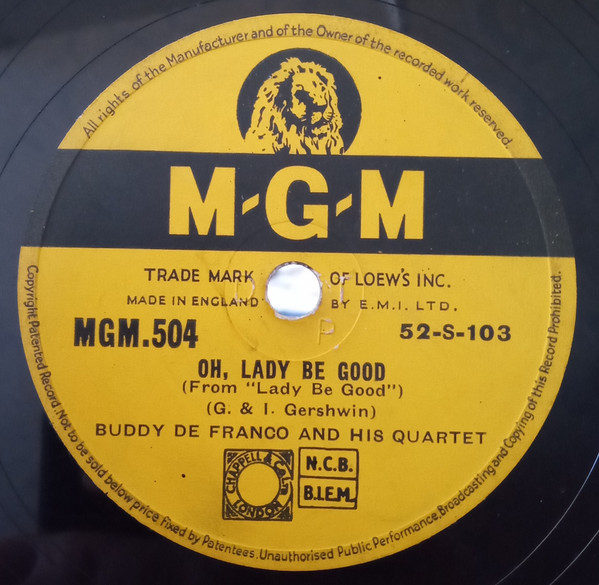 All rights of the Manufacturer and of the Owner of the recorded work reserved.
M-G-M
TRADE MARK OF LOEW'S INC.
MADE IN ENGLAND BY E.M.I. LTD.
MGM.504 52-S-103
OH, LADY BE GOOD
(From "Lady Be Good")
(G. & I. Gershwin)
BUDDY DE FRANCO AND HIS QUARTET
CHAPPELL & CO. LTD.
LONDON
N.C.B.
B.I.E.M.
Copyright Patented Record. Not to be sold below price fixed by Patentees. Unauthorised Public Performance, Broadcasting and Copying of this Record Prohibited.
P